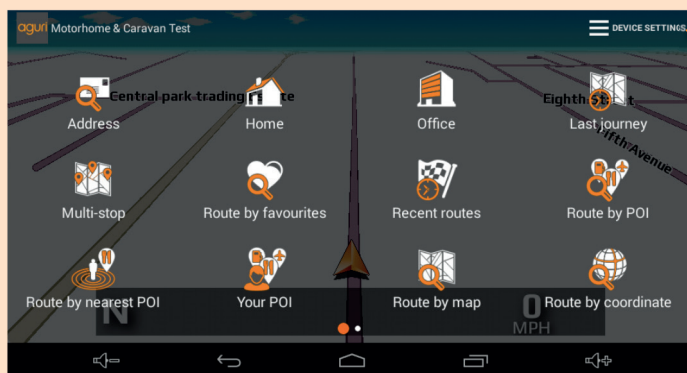 aguri Motorhome & Caravan Test
DEVICE SETTINGS
Central park trading
Eighth
Address
Home
Office
Last journey
Fifth Avenue
Multi-stop
Route by favourites
Recent routes
Route by POI
Route by nearest POI
Your POI
Route by map
Route by coordinate
N
0
MPH